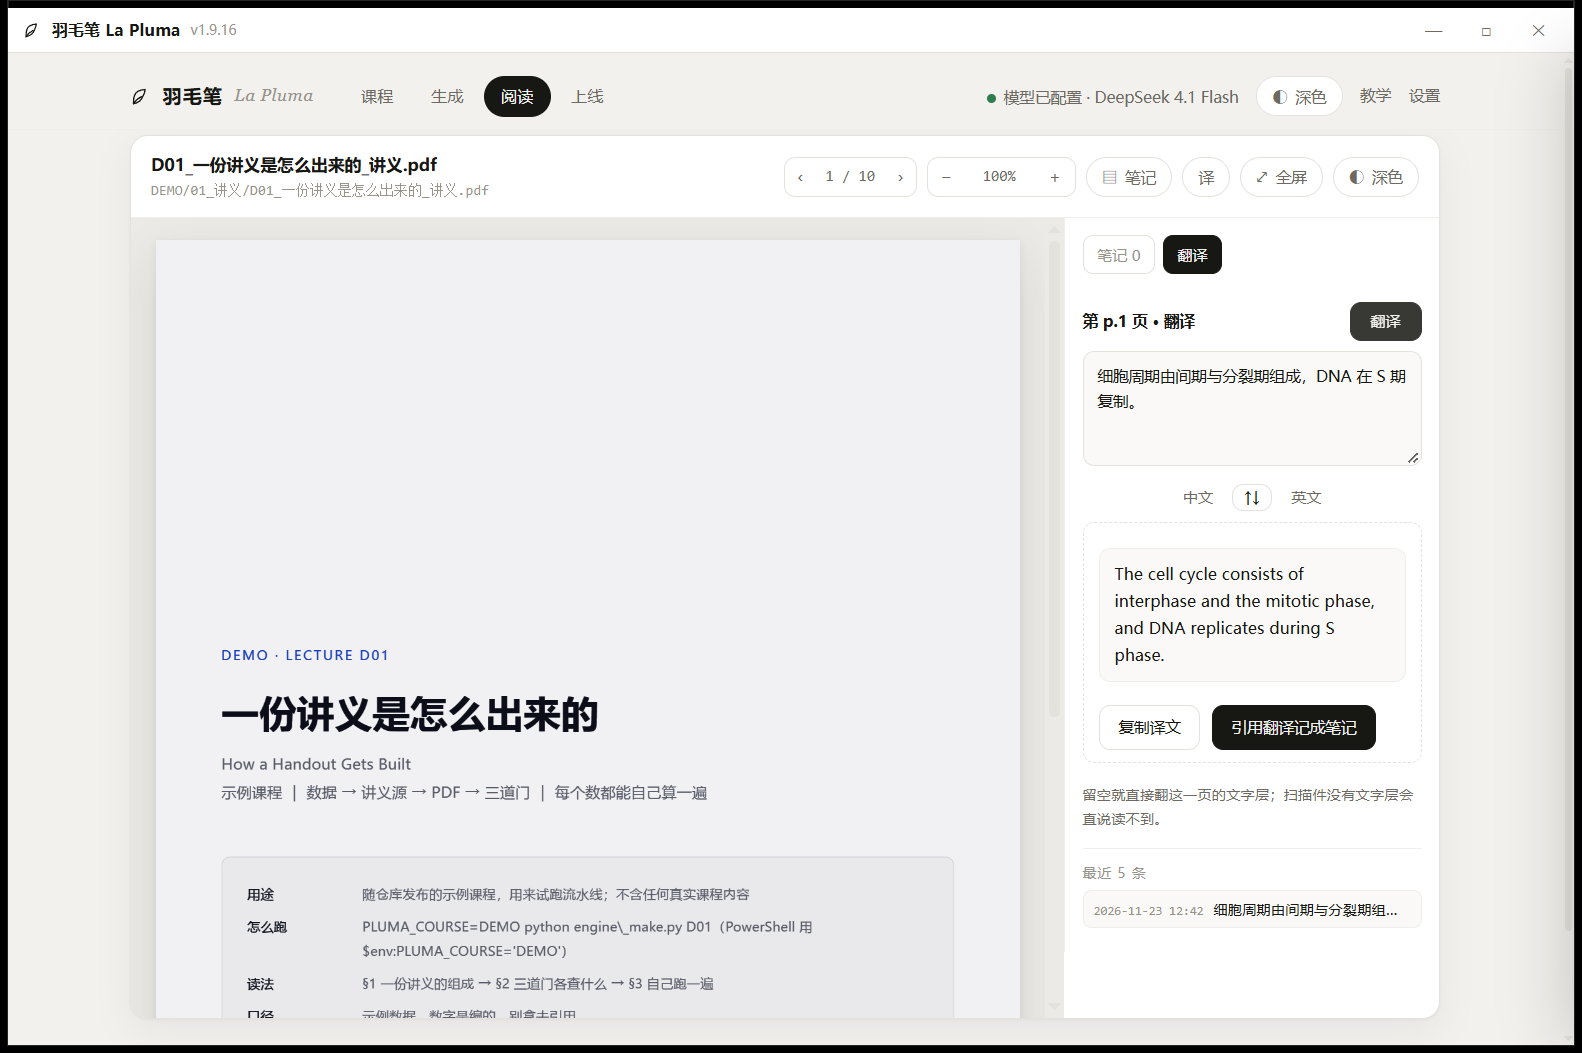 羽毛笔 La Pluma v1.9.16
羽毛笔 La Pluma 课程 生成 阅读 上线 模型已配置 · DeepSeek 4.1 Flash 深色 教学 设置
D01_一份讲义是怎么出来的_讲义.pdf
DEMO/01_讲义/D01_一份讲义是怎么出来的_讲义.pdf
‹ 1 / 10 › − 100% + 笔记 译 全屏 深色
DEMO · LECTURE D01
一份讲义是怎么出来的
How a Handout Gets Built
示例课程 | 数据 → 讲义源 → PDF → 三道门 | 每个数都能自己算一遍
用途 随仓库发布的示例课程，用来试跑流水线；不含任何真实课程内容
怎么跑 PLUMA_COURSE=DEMO python engine\_make.py D01（PowerShell 用
$env:PLUMA_COURSE='DEMO'）
读法 §1 一份讲义的组成 → §2 三道门各查什么 → §3 自己跑一遍
口径 示例数据，数字是编的，别拿去引用
笔记 0 翻译
第 p.1 页 • 翻译 翻译
细胞周期由间期与分裂期组成，DNA 在 S 期
复制。
中文 英文
The cell cycle consists of
interphase and the mitotic phase,
and DNA replicates during S
phase.
复制译文 引用翻译记成笔记
留空就直接翻这一页的文字层；扫描件没有文字层会
直说读不到。
最近 5 条
2026-11-23 12:42 细胞周期由间期与分裂期组...